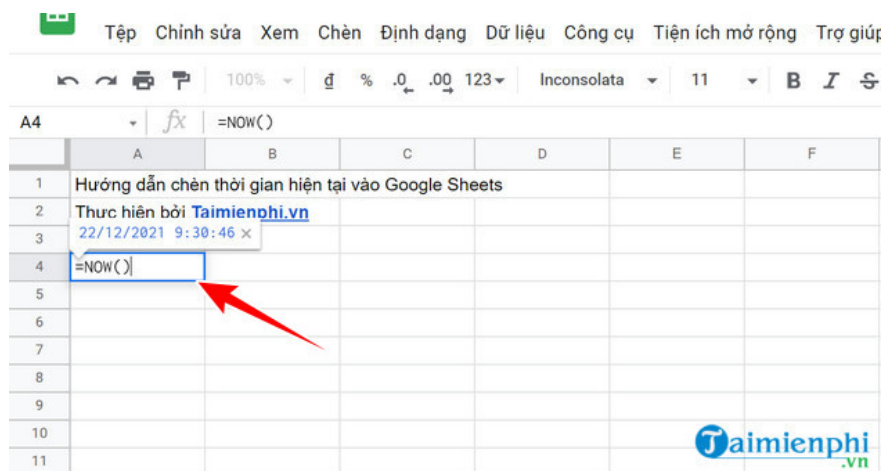 Tệp Chỉnh sửa Xem Chèn Định dạng Dữ liệu Công cụ Tiện ích mở rộng Trợ giúp
100% đ % .0 .00 123 Inconsolata 11 B I S
A4 fx =NOW()
A B C D E F
1 Hướng dẫn chèn thời gian hiện tại vào Google Sheets
2 Thực hiện bởi Taimienphi.vn
3 22/12/2021 9:30:46 ×
4 =NOW()
5
6
7
8
9
10
11
Taimienphi
.vn